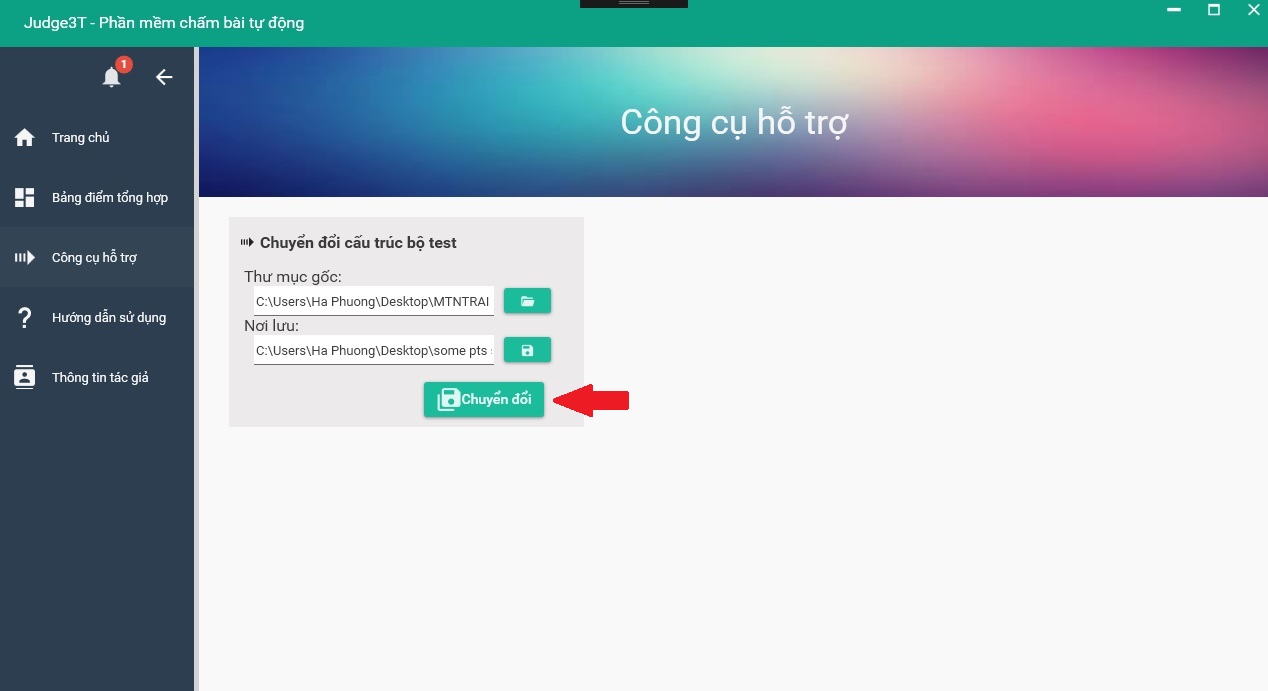 Judge3T - Phần mềm chấm bài tự động
1
Trang chủ
Bảng điểm tổng hợp
Công cụ hỗ trợ
Hướng dẫn sử dụng
Thông tin tác giả
Công cụ hỗ trợ
Chuyển đổi cấu trúc bộ test
Thư mục gốc:
C:\Users\Ha Phuong\Desktop\MTNTRAI
Nơi lưu:
C:\Users\Ha Phuong\Desktop\some pts
Chuyển đổi